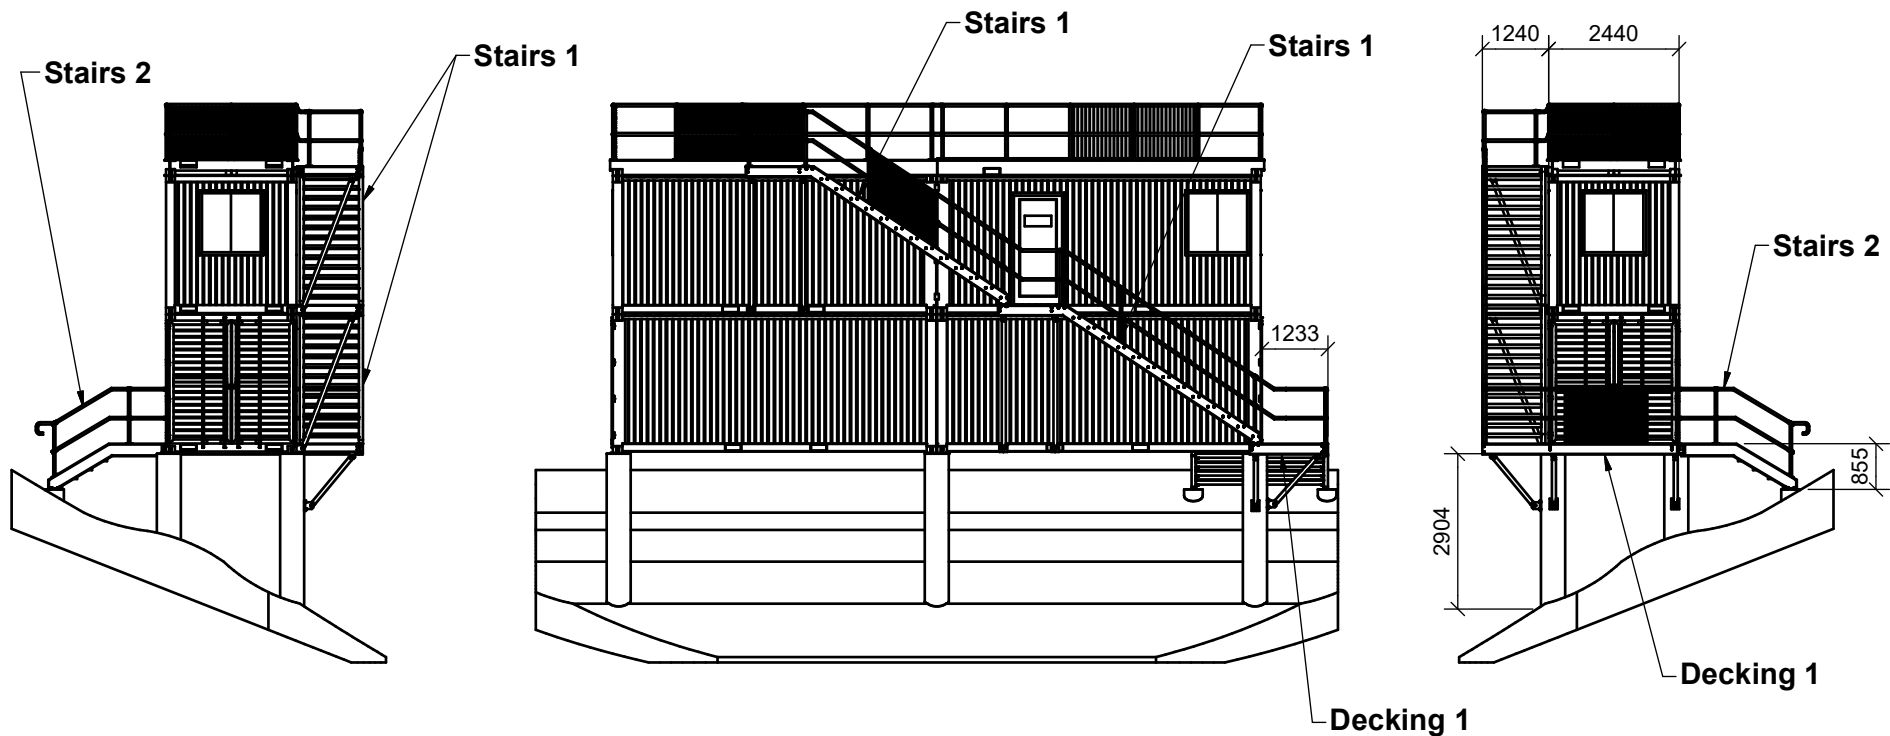 Stairs 2
Stairs 1
Stairs 1
Stairs 1
1240
2440
Stairs 2
1233
855
2904
Decking 1
Decking 1